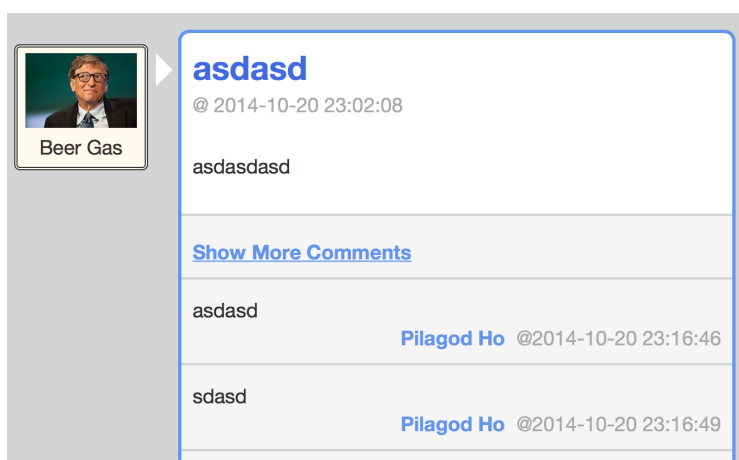 Beer Gas
asdasd
@ 2014-10-20 23:02:08
asdasdasd
Show More Comments
asdasd
Pilagod Ho @2014-10-20 23:16:46
sdasd
Pilagod Ho @2014-10-20 23:16:49